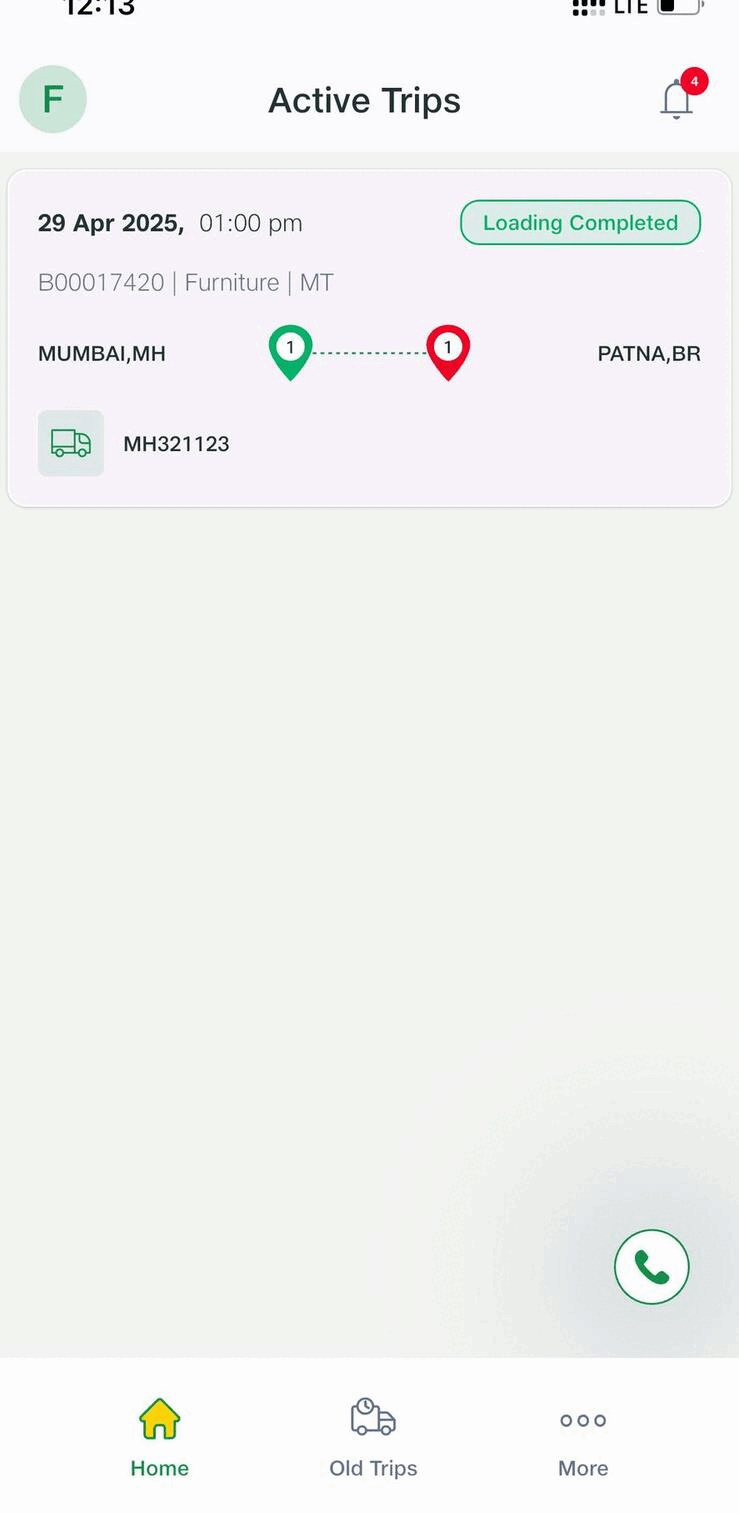 12:13 LTE
F Active Trips 4
29 Apr 2025, 01:00 pm Loading Completed
B00017420 | Furniture | MT
MUMBAI,MH 1 1 PATNA,BR
MH321123
Home Old Trips More